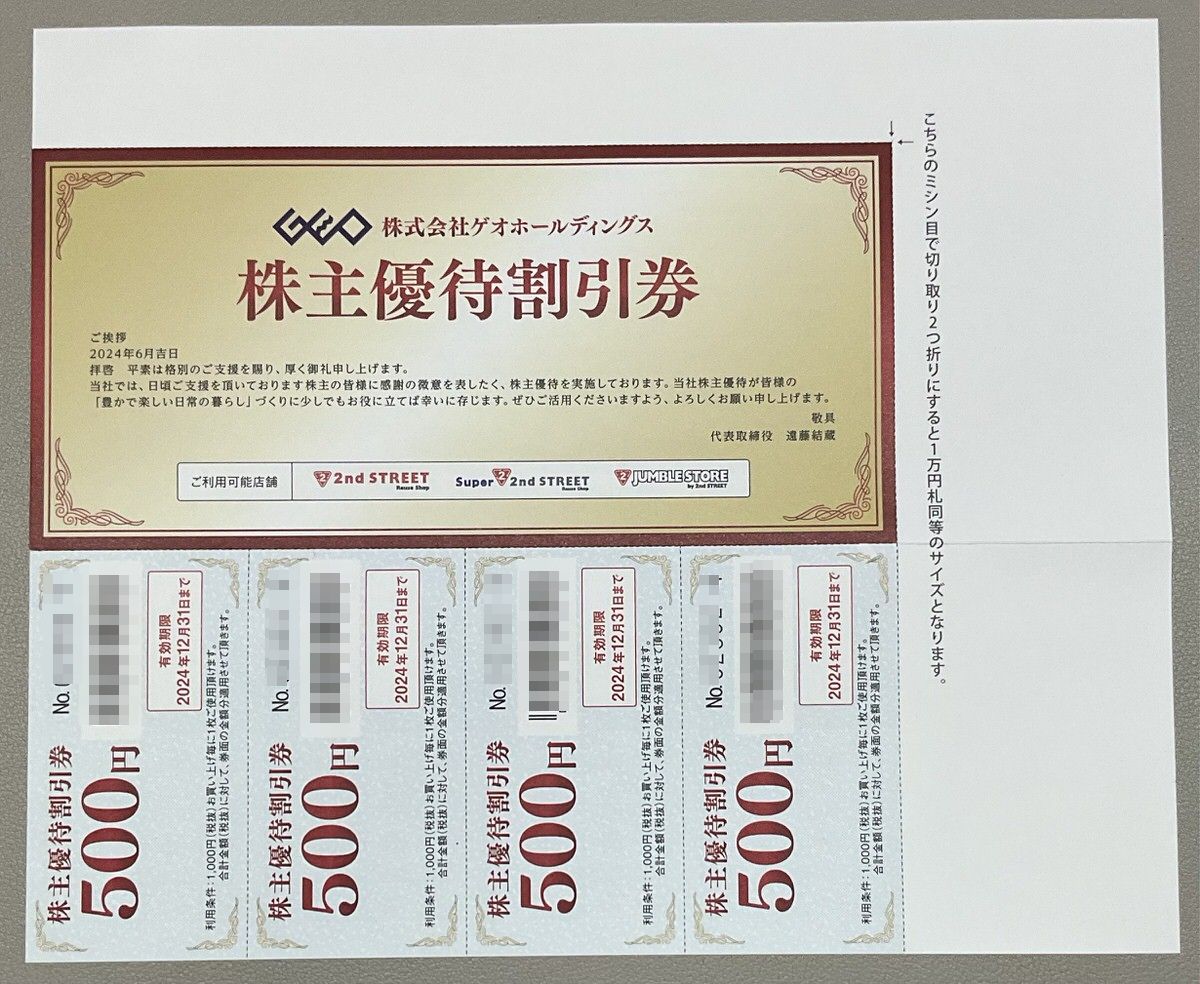 GEO 株式会社ゲオホールディングス
株主優待割引券
ご挨拶
2024年6月吉日
拝啓　平素は格別のご支援を賜り、厚く御礼申し上げます。
当社では、日頃ご支援を頂いております株主の皆様に感謝の微意を表したく、株主優待を実施しております。当社株主優待が皆様の
「豊かで楽しい日常の暮らし」づくりに少しでもお役に立てば幸いに存じます。ぜひご活用くださいますよう、よろしくお願い申し上げます。
敬具
代表取締役　遠藤結蔵
ご利用可能店舗
2nd STREET
Reuse Shop
Super 2nd STREET
Reuse Shop
JUMBLE STORE
by 2nd STREET
こちらのミシン目で切り取り2つ折りにすると1万円札同等のサイズとなります。
株主優待割引券
No.
500円
有効期限
2024年12月31日まで
利用条件：1,000円(税抜)お買い上げ毎に1枚ご使用頂けます。
合計金額(税抜)に対して、券面の金額分適用させて頂きます。
株主優待割引券
No.
500円
有効期限
2024年12月31日まで
利用条件：1,000円(税抜)お買い上げ毎に1枚ご使用頂けます。
合計金額(税抜)に対して、券面の金額分適用させて頂きます。
株主優待割引券
No.
500円
有効期限
2024年12月31日まで
利用条件：1,000円(税抜)お買い上げ毎に1枚ご使用頂けます。
合計金額(税抜)に対して、券面の金額分適用させて頂きます。
株主優待割引券
No.
500円
有効期限
2024年12月31日まで
利用条件：1,000円(税抜)お買い上げ毎に1枚ご使用頂けます。
合計金額(税抜)に対して、券面の金額分適用させて頂きます。